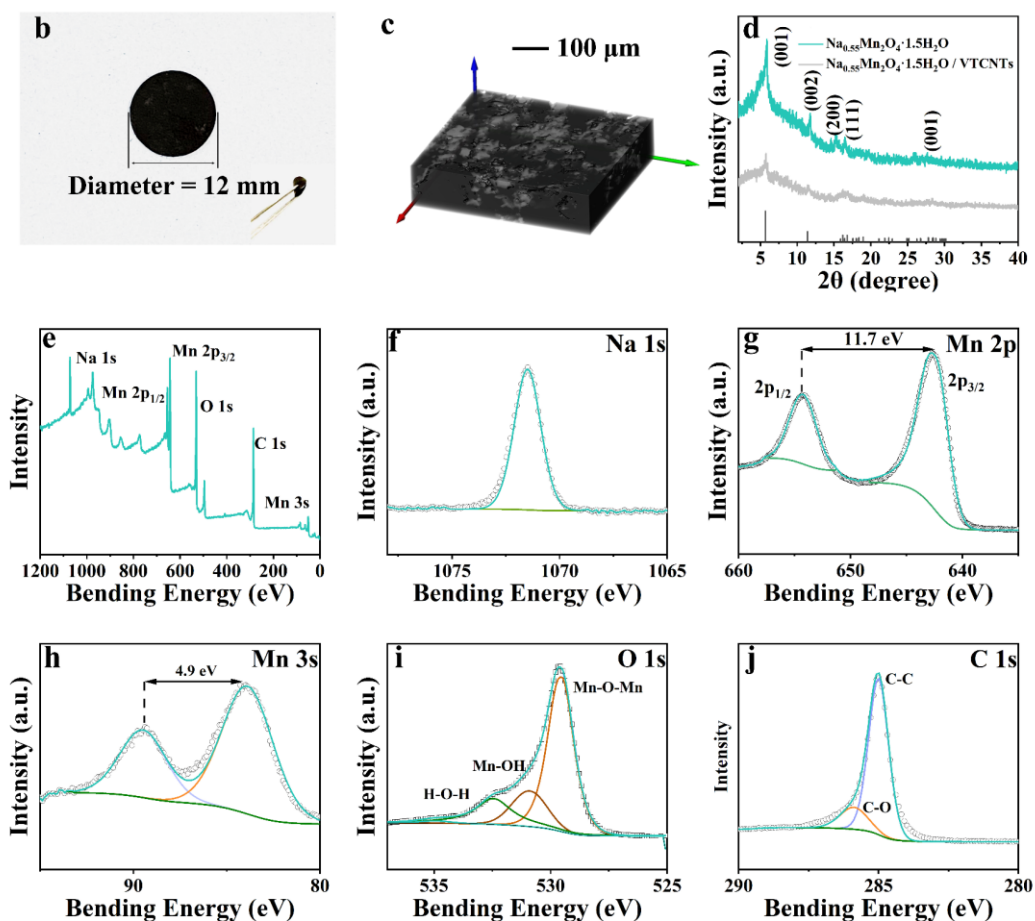 b
Diameter = 12 mm
c
100 μm
d
Na0.55Mn2O4·1.5H2O
Na0.55Mn2O4·1.5H2O / VTCNTs
(001)
(002)
(200)
(111)
(001)
Intensity (a.u.)
5 10 15 20 25 30 35 40
2θ (degree)
e
Na 1s
Mn 2p3/2
Mn 2p1/2
O 1s
C 1s
Mn 3s
Intensity
1200 1000 800 600 400 200 0
Bending Energy (eV)
f
Na 1s
Intensity (a.u.)
1075 1070 1065
Bending Energy (eV)
g
Mn 2p
11.7 eV
2p1/2
2p3/2
Intensity (a.u.)
660 650 640
Bending Energy (eV)
h
Mn 3s
4.9 eV
Intensity (a.u.)
90 80
Bending Energy (eV)
i
O 1s
Mn-O-Mn
Mn-OH
H-O-H
Intensity (a.u.)
535 530 525
Bending Energy (eV)
j
C 1s
C-C
C-O
Intensity
290 285 280
Bending Energy (eV)